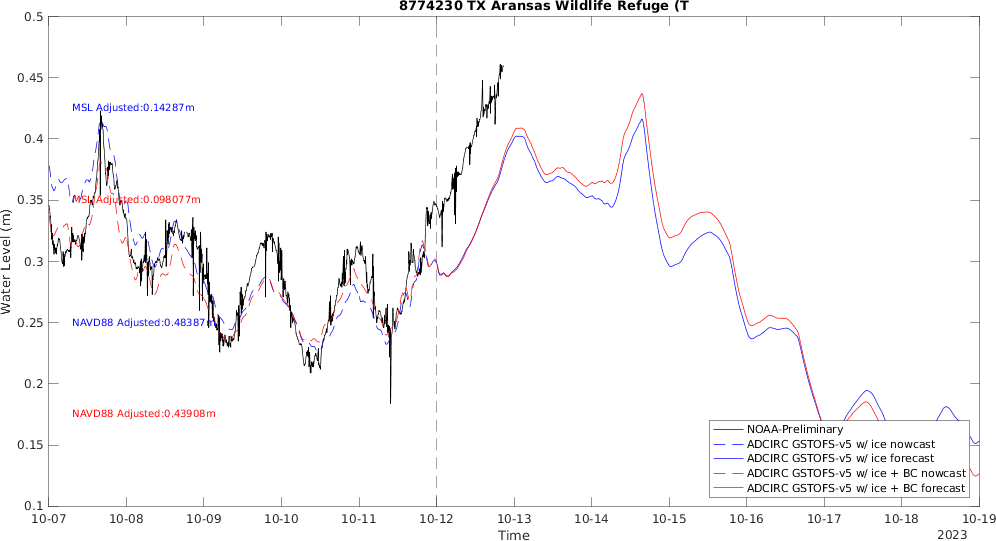 8774230 TX Aransas Wildlife Refuge (T
0.5
0.45
0.4
0.35
0.3
0.25
0.2
0.15
0.1
Water Level (m)
MSL Adjusted:0.14287m
MSL Adjusted:0.098077m
NAVD88 Adjusted:0.48387m
NAVD88 Adjusted:0.43908m
NOAA-Preliminary
ADCIRC GSTOFS-v5 w/ ice nowcast
ADCIRC GSTOFS-v5 w/ ice forecast
ADCIRC GSTOFS-v5 w/ ice + BC nowcast
ADCIRC GSTOFS-v5 w/ ice + BC forecast
10-07 10-08 10-09 10-10 10-11 10-12 10-13 10-14 10-15 10-16 10-17 10-18 10-19
Time
2023